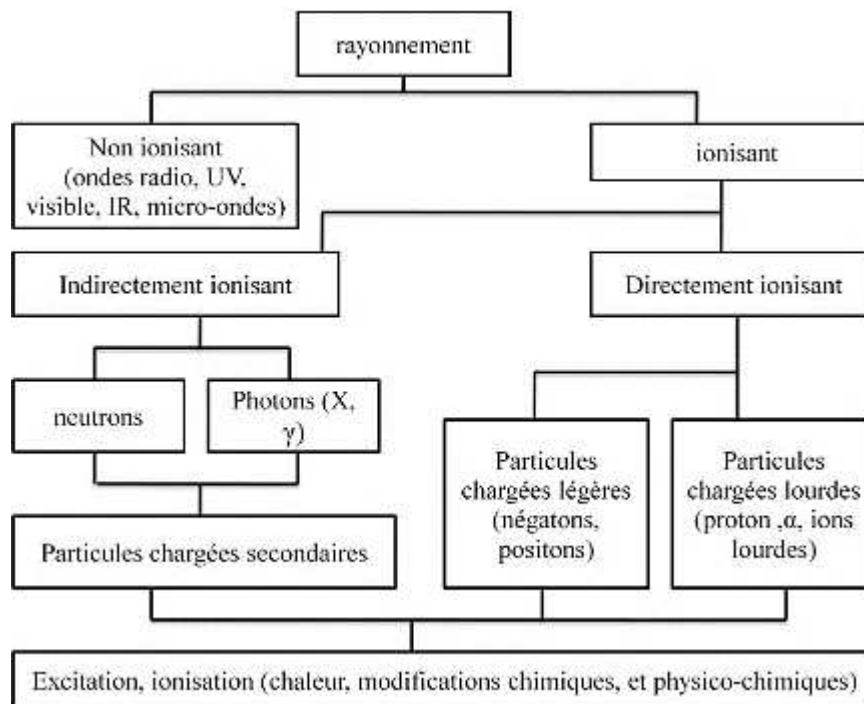 rayonnement
Non ionisant
(ondes radio, UV,
visible, IR, micro-ondes)
ionisant
Indirectement ionisant
Directement ionisant
neutrons
Photons (X,
γ)
Particules
chargées légères
(négatons,
positons)
Particules
chargées lourdes
(proton ,α, ions
lourdes)
Particules chargées secondaires
Excitation, ionisation (chaleur, modifications chimiques, et physico-chimiques)